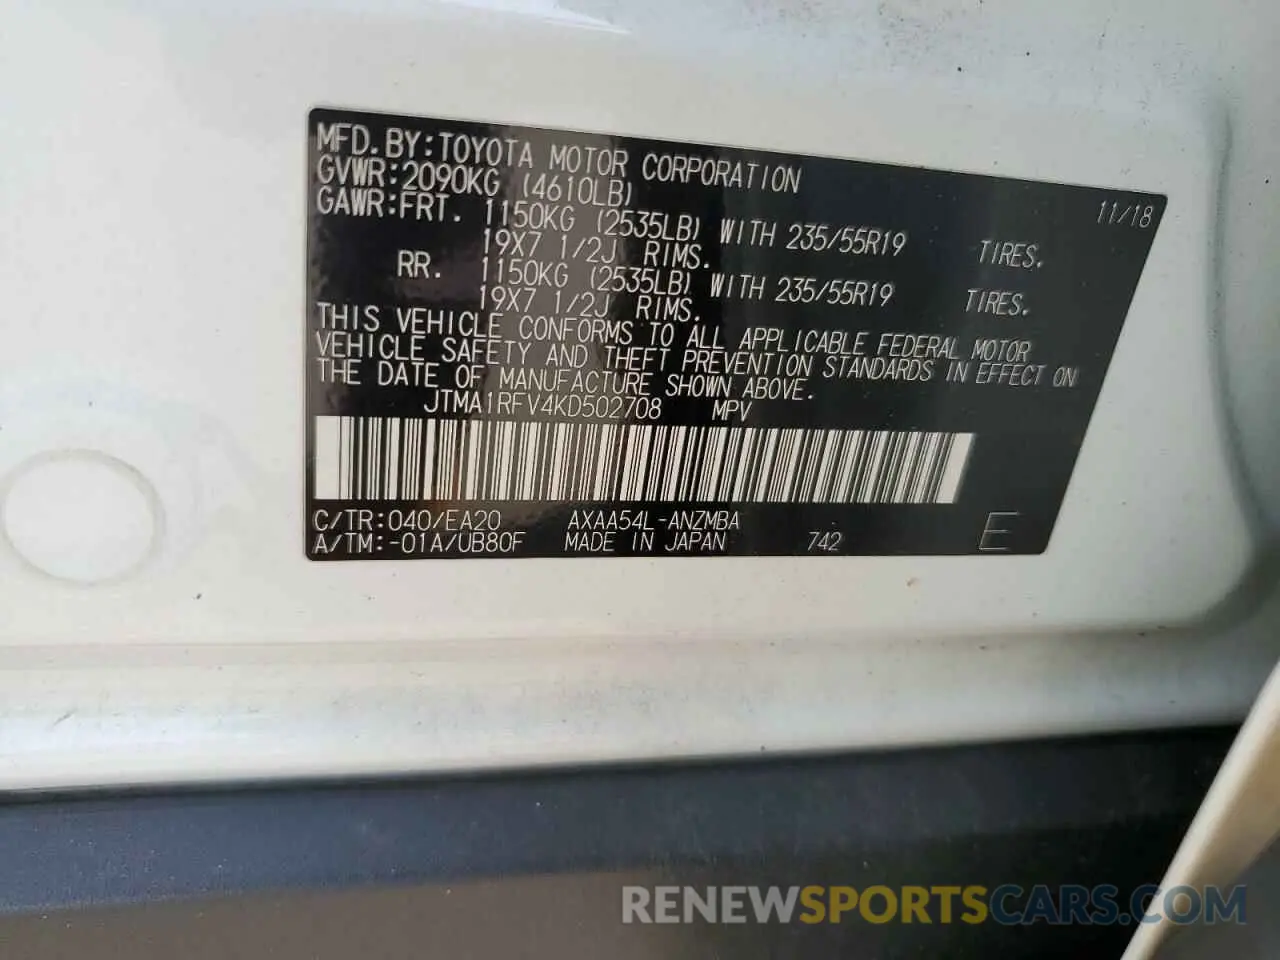 MFD.BY:TOYOTA MOTOR CORPORATION 11/18
GVWR:2090KG (4610LB)
GAWR:FRT. 1150KG (2535LB) WITH 235/55R19 TIRES.
19X7 1/2J RIMS.
RR. 1150KG (2535LB) WITH 235/55R19 TIRES.
19X7 1/2J RIMS.
THIS VEHICLE CONFORMS TO ALL APPLICABLE FEDERAL MOTOR
VEHICLE SAFETY AND THEFT PREVENTION STANDARDS IN EFFECT ON
THE DATE OF MANUFACTURE SHOWN ABOVE.
JTMA1RFV4KD502708 MPV
C/TR:040/EA20 AXAA54L-ANZMBA
A/TM:-01A/UB80F MADE IN JAPAN 742 E
RENEWSPORTSCARS.COM